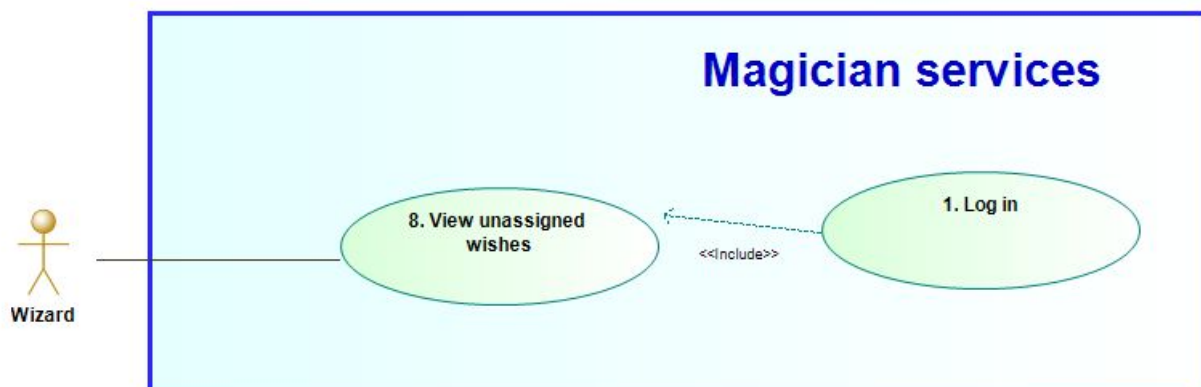 Magician services
8. View unassigned
wishes
1. Log in
<<Include>>
Wizard